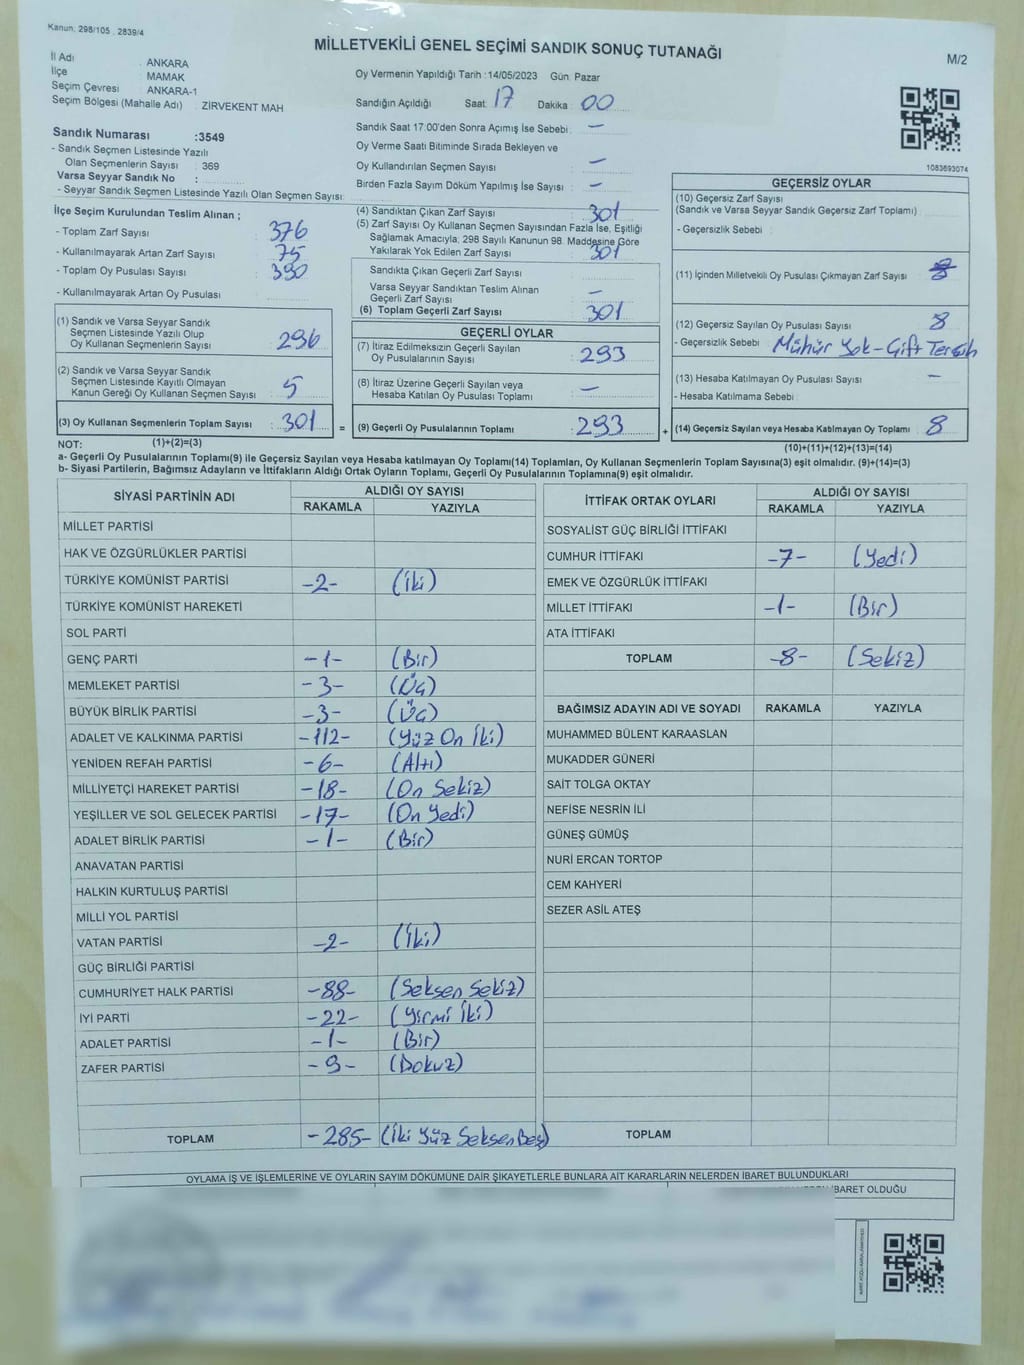 Kanun, 298/105 , 2839/4
MİLLETVEKİLİ GENEL SEÇİMİ SANDIK SONUÇ TUTANAĞI
M/2
İl Adı : ANKARA
İlçe : MAMAK
Seçim Çevresi : ANKARA-1
Seçim Bölgesi (Mahalle Adı) : ZİRVEKENT MAH
Oy Vermenin Yapıldığı Tarih :14/05/2023 Gün: Pazar
Sandığın Açıldığı Saat: 17 Dakika : 00
Sandık Numarası :3549
- Sandık Seçmen Listesinde Yazılı
Olan Seçmenlerin Sayısı : 369
Varsa Seyyar Sandık No :
- Seyyar Sandık Seçmen Listesinde Yazılı Olan Seçmen Sayısı:
Sandık Saat 17:00'den Sonra Açımış İse Sebebi: —
Oy Verme Saati Bitiminde Sırada Bekleyen ve
Oy Kullandırılan Seçmen Sayısı : —
Birden Fazla Sayım Döküm Yapılmış İse Sayısı : —
1083693074
İlçe Seçim Kurulundan Teslim Alınan ;
- Toplam Zarf Sayısı : 376
- Kullanılmayarak Artan Zarf Sayısı : 75
- Toplam Oy Pusulası Sayısı : 390
- Kullanılmayarak Artan Oy Pusulası :
(1) Sandık ve Varsa Seyyar Sandık
Seçmen Listesinde Yazılı Olup
Oy Kullanan Seçmenlerin Sayısı : 296
(2) Sandık ve Varsa Seyyar Sandık
Seçmen Listesinde Kayıtlı Olmayan
Kanun Gereği Oy Kullanan Seçmen Sayısı : 5
(3) Oy Kullanan Seçmenlerin Toplam Sayısı : 301 =
(4) Sandıktan Çıkan Zarf Sayısı : 301
(5) Zarf Sayısı Oy Kullanan Seçmen Sayısından Fazla İse, Eşitliği
Sağlamak Amacıyla; 298 Sayılı Kanunun 98. Maddesine Göre
Yakılarak Yok Edilen Zarf Sayısı : 301
Sandıkta Çıkan Geçerli Zarf Sayısı :
Varsa Seyyar Sandıktan Teslim Alınan
Geçerli Zarf Sayısı : —
(6) Toplam Geçerli Zarf Sayısı : 301
GEÇERLİ OYLAR
(7) İtiraz Edilmeksizin Geçerli Sayılan
Oy Pusulalarının Sayısı : 293
(8) İtiraz Üzerine Geçerli Sayılan veya
Hesaba Katılan Oy Pusulası Toplamı : —
(9) Geçerli Oy Pusulalarının Toplamı : 293 +
GEÇERSİZ OYLAR
(10) Geçersiz Zarf Sayısı
(Sandık ve Varsa Seyyar Sandık Geçersiz Zarf Toplamı) :
- Geçersizlik Sebebi :
(11) İçinden Milletvekili Oy Pusulası Çıkmayan Zarf Sayısı :
(12) Geçersiz Sayılan Oy Pusulası Sayısı : 8
- Geçersizlik Sebebi : Mühür Yok-Çift Tercih
(13) Hesaba Katılmayan Oy Pusulası Sayısı : —
- Hesaba Katılmama Sebebi :
(14) Geçersiz Sayılan veya Hesaba Katılmayan Oy Toplamı : 8
NOT: (1)+(2)=(3) (10)+(11)+(12)+(13)=(14)
a- Geçerli Oy Pusulalarının Toplamı(9) ile Geçersiz Sayılan veya Hesaba katılmayan Oy Toplamı(14) Toplamları, Oy Kullanan Seçmenlerin Toplam Sayısına(3) eşit olmalıdır. (9)+(14)=(3)
b- Siyasi Partilerin, Bağımsız Adayların ve İttifakların Aldığı Ortak Oyların Toplamı, Geçerli Oy Pusulalarının Toplamına(9) eşit olmalıdır.
SİYASİ PARTİNİN ADI ALDIĞI OY SAYISI
RAKAMLA YAZIYLA
MİLLET PARTİSİ
HAK VE ÖZGÜRLÜKLER PARTİSİ
TÜRKİYE KOMÜNİST PARTİSİ -2- (İki)
TÜRKİYE KOMÜNİST HAREKETİ
SOL PARTİ
GENÇ PARTİ -1- (Bir)
MEMLEKET PARTİSİ -3- (Üç)
BÜYÜK BİRLİK PARTİSİ -3- (Üç)
ADALET VE KALKINMA PARTİSİ -112- (Yüz On İki)
YENİDEN REFAH PARTİSİ -6- (Altı)
MİLLİYETÇİ HAREKET PARTİSİ -18- (On Sekiz)
YEŞİLLER VE SOL GELECEK PARTİSİ -17- (On Yedi)
ADALET BİRLİK PARTİSİ -1- (Bir)
ANAVATAN PARTİSİ
HALKIN KURTULUŞ PARTİSİ
MİLLİ YOL PARTİSİ
VATAN PARTİSİ -2- (İki)
GÜÇ BİRLİĞİ PARTİSİ
CUMHURİYET HALK PARTİSİ -88- (Seksen Sekiz)
İYİ PARTİ -22- (Yirmi İki)
ADALET PARTİSİ -1- (Bir)
ZAFER PARTİSİ -9- (Dokuz)
TOPLAM -285- (İki Yüz Seksen Beş)
İTTİFAK ORTAK OYLARI ALDIĞI OY SAYISI
RAKAMLA YAZIYLA
SOSYALİST GÜÇ BİRLİĞİ İTTİFAKI
CUMHUR İTTİFAKI -7- (Yedi)
EMEK VE ÖZGÜRLÜK İTTİFAKI
MİLLET İTTİFAKI -1- (Bir)
ATA İTTİFAKI
TOPLAM -8- (Sekiz)
BAĞIMSIZ ADAYIN ADI VE SOYADI RAKAMLA YAZIYLA
MUHAMMED BÜLENT KARAASLAN
MUKADDER GÜNERİ
SAİT TOLGA OKTAY
NEFİSE NESRİN İLİ
GÜNEŞ GÜMÜŞ
NURİ ERCAN TORTOP
CEM KAHYERİ
SEZER ASİL ATEŞ
TOPLAM
OYLAMA İŞ VE İŞLEMLERİNE VE OYLARIN SAYIM DÖKÜMÜNE DAİR ŞİKAYETLERLE BUNLARA AİT KARARLARIN NELERDEN İBARET BULUNDUKLARI
İBARET OLDUĞU